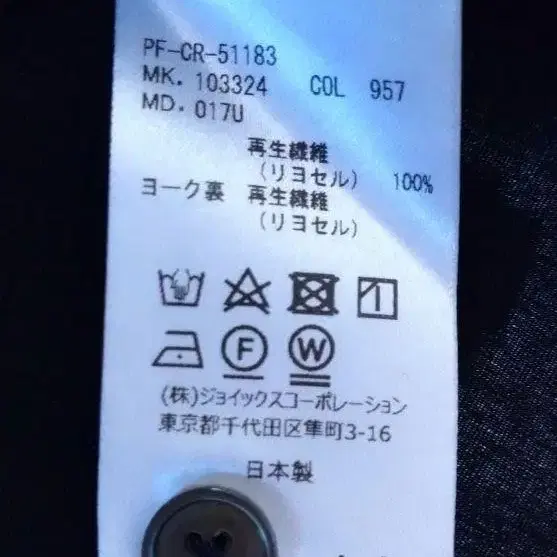 PF-CR-51183
MK. 103324 COL 957
MD. 017U
再生繊維
(リヨセル) 100%
ヨーク裏 再生繊維
(リヨセル)
F W
(株)ジョイックスコーポレーション
東京都千代田区隼町3-16
日本製